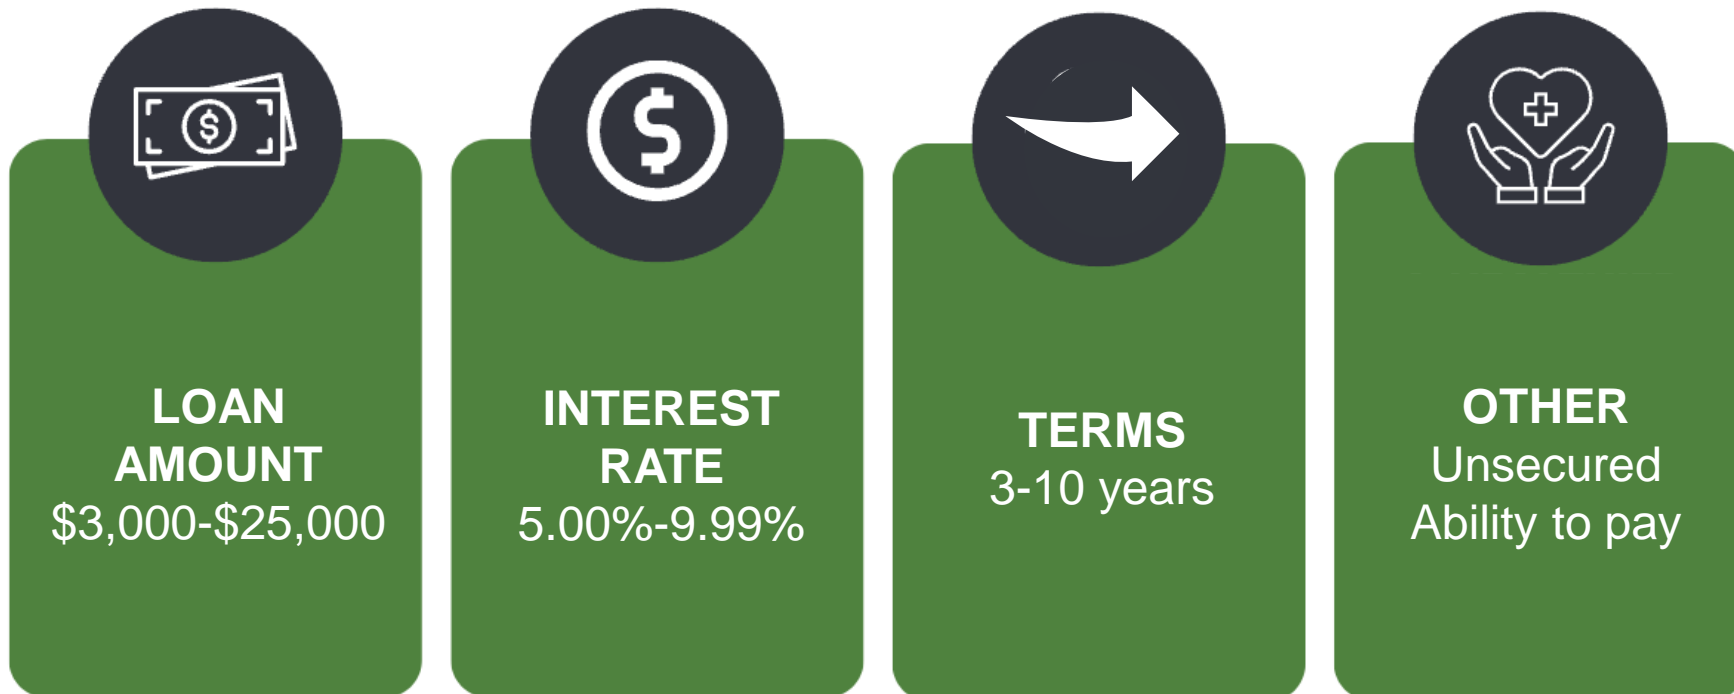 LOAN
AMOUNT
$3,000-$25,000
INTEREST
RATE
5.00%-9.99%
TERMS
3-10 years
OTHER
Unsecured
Ability to pay